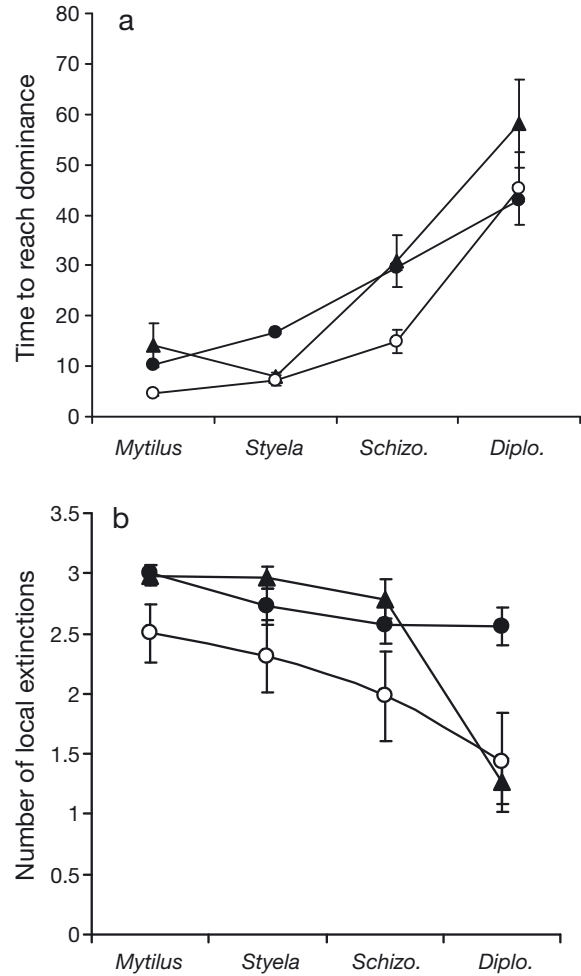 a
Time to reach dominance
80
70
60
50
40
30
20
10
0
Mytilus Styela Schizo. Diplo.
b
Number of local extinctions
3.5
3
2.5
2
1.5
1
0.5
0
Mytilus Styela Schizo. Diplo.